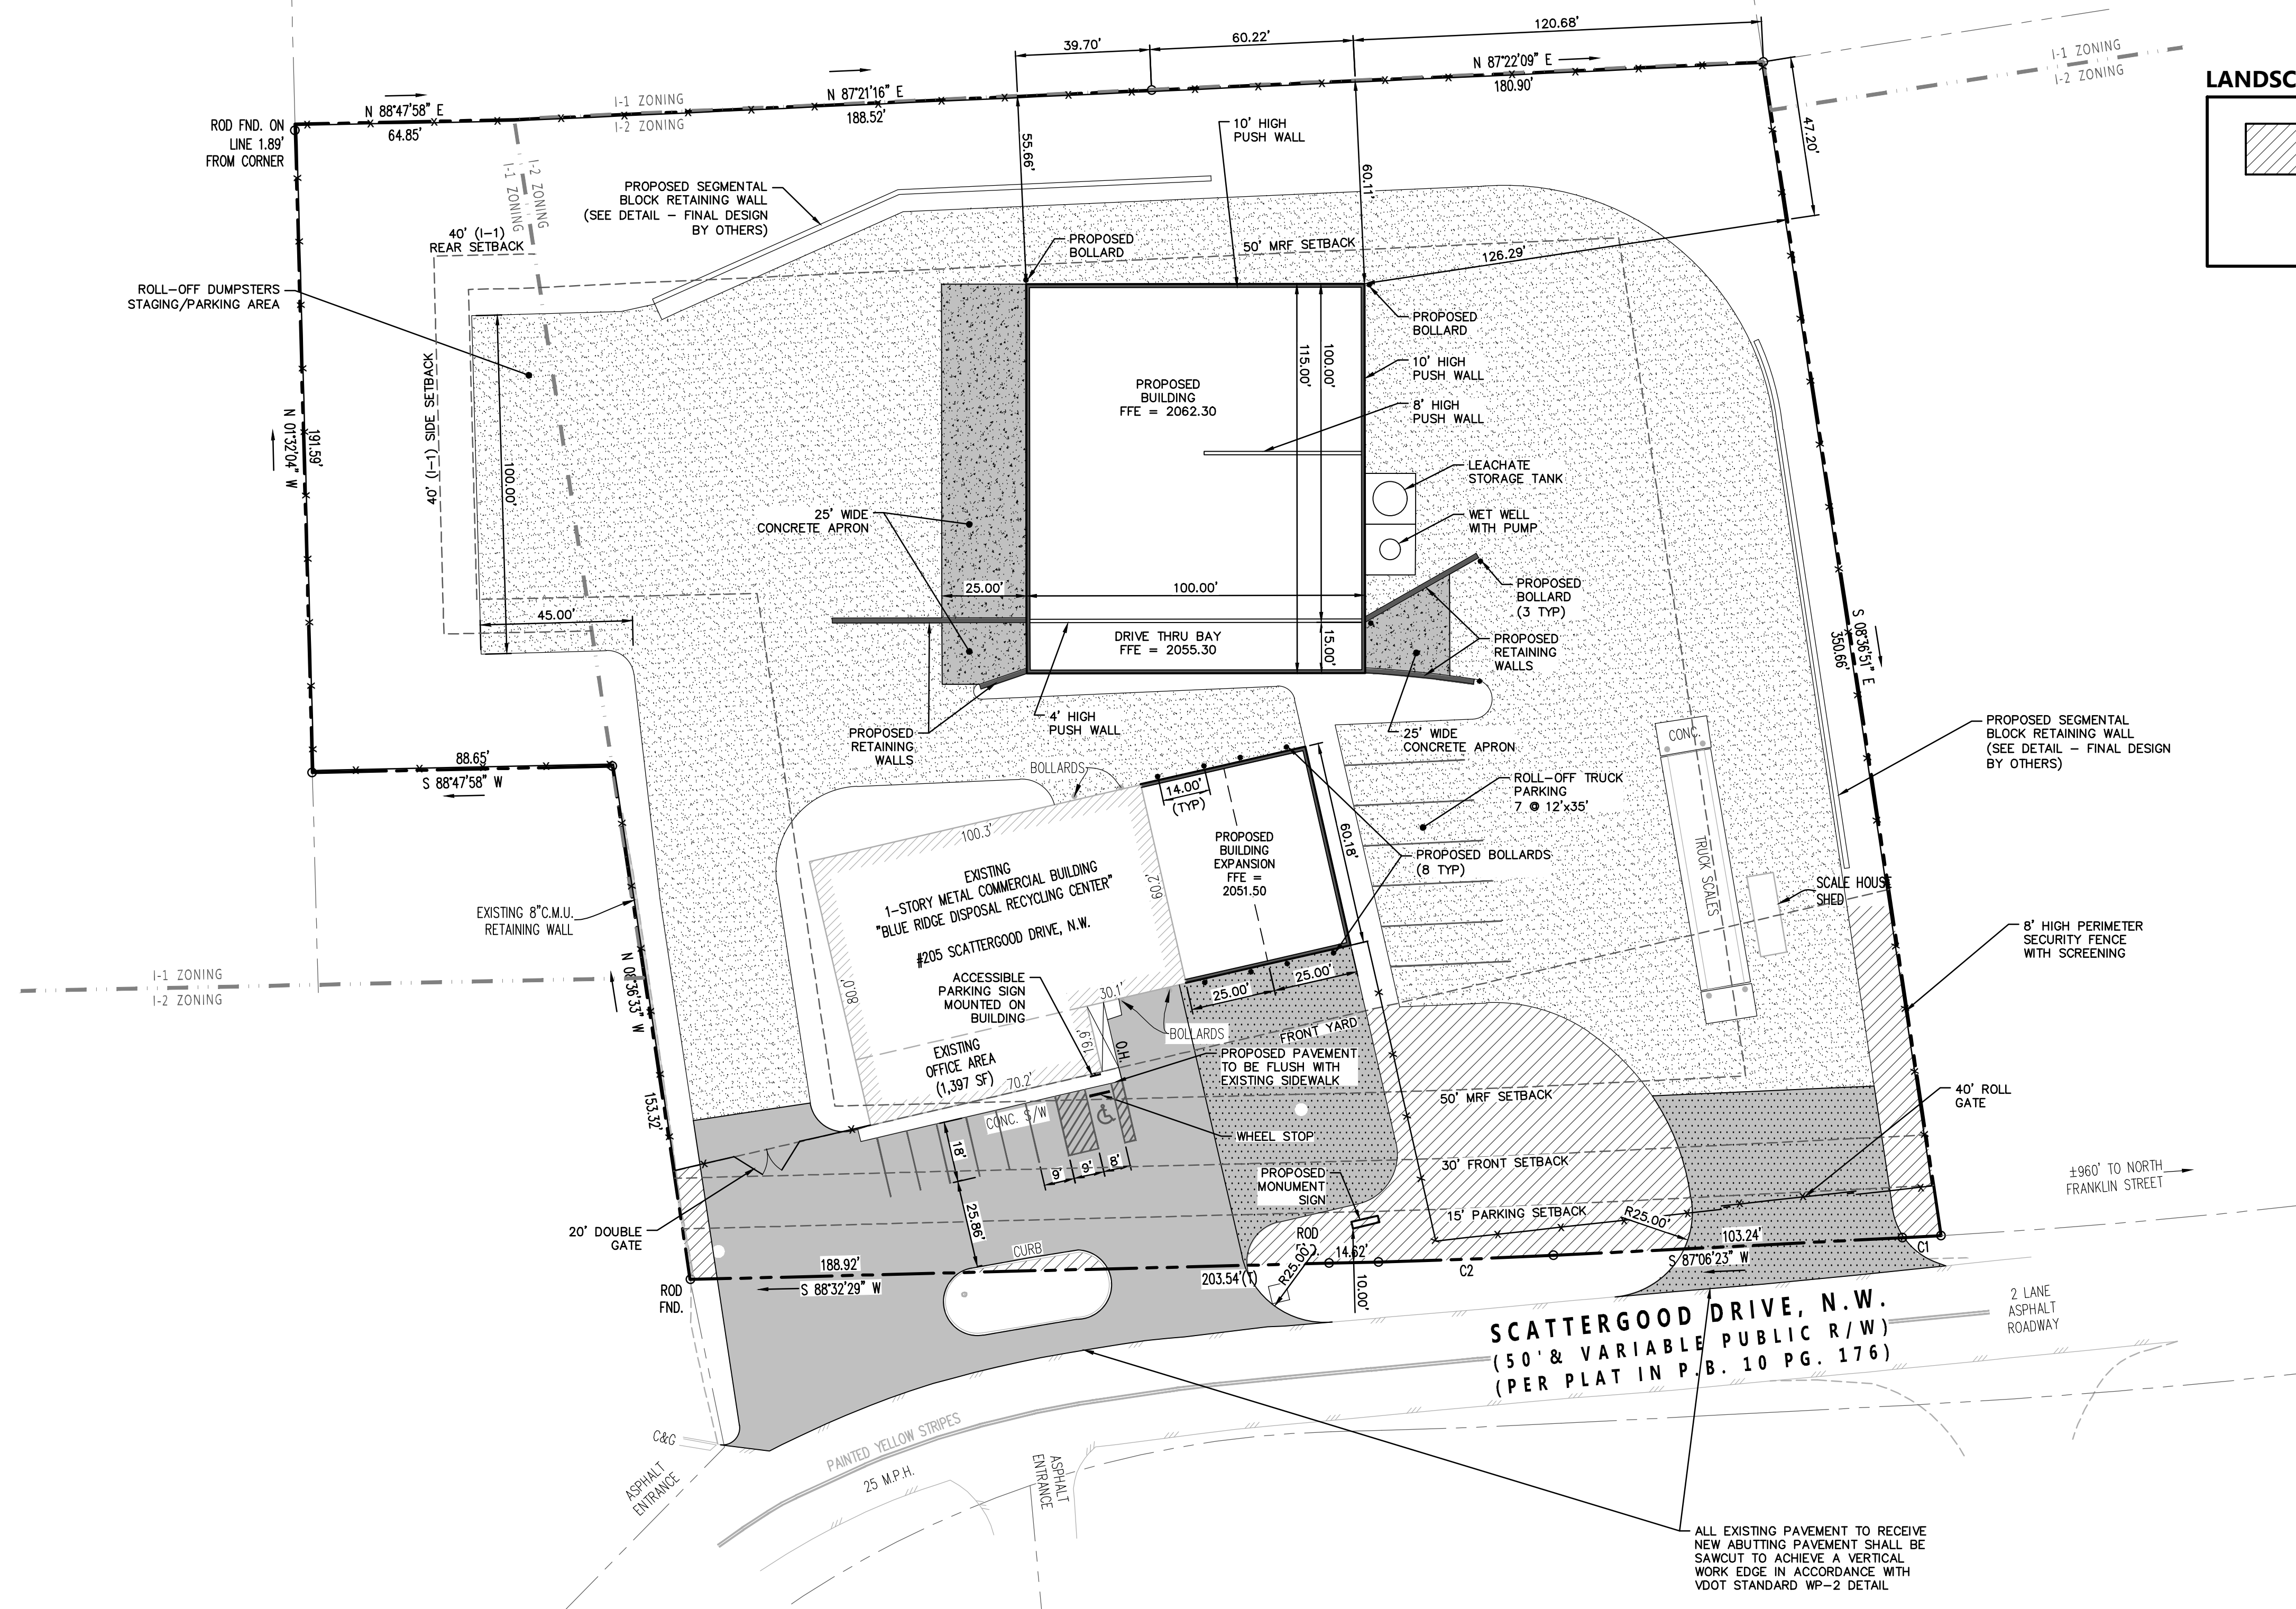 120.68'
60.22'
39.70'
N 87°22'09" E
180.90'
I-1 ZONING
I-2 ZONING
LANDSC
N 88°47'58" E
64.85'
I-1 ZONING
I-2 ZONING
N 87°21'16" E
188.52'
ROD FND. ON
LINE 1.89'
FROM CORNER
10' HIGH
PUSH WALL
47.20'
55.66'
60.11'
I-1 ZONING
I-2 ZONING
PROPOSED SEGMENTAL
BLOCK RETAINING WALL
(SEE DETAIL – FINAL DESIGN
BY OTHERS)
40' (I-1)
REAR SETBACK
PROPOSED
BOLLARD
50' MRF SETBACK
126.29'
ROLL-OFF DUMPSTERS
STAGING/PARKING AREA
PROPOSED
BOLLARD
40' (I-1) SIDE SETBACK
100.00'
115.00'
100.00'
10' HIGH
PUSH WALL
PROPOSED
BUILDING
FFE = 2062.30
8' HIGH
PUSH WALL
N 01°32'04" W
191.59'
LEACHATE
STORAGE TANK
25' WIDE
CONCRETE APRON
WET WELL
WITH PUMP
25.00'
100.00'
PROPOSED
BOLLARD
(3 TYP)
45.00'
DRIVE THRU BAY
FFE = 2055.30
15.00'
PROPOSED
RETAINING
WALLS
S 08°36'51" E
350.66'
4' HIGH
PUSH WALL
PROPOSED
RETAINING
WALLS
25' WIDE
CONCRETE APRON
CONC.
PROPOSED SEGMENTAL
BLOCK RETAINING WALL
(SEE DETAIL – FINAL DESIGN
BY OTHERS)
88.65'
S 88°47'58" W
BOLLARDS
14.00'
(TYP)
ROLL-OFF TRUCK
PARKING
7 @ 12'x35'
100.3'
60.18'
PROPOSED
BUILDING
EXPANSION
FFE =
2051.50
PROPOSED BOLLARDS
(8 TYP)
TRUCK SCALES
EXISTING
1-STORY METAL COMMERCIAL BUILDING
"BLUE RIDGE DISPOSAL RECYCLING CENTER"
#205 SCATTERGOOD DRIVE, N.W.
60.2'
SCALE HOUSE
SHED
EXISTING 8"C.M.U.
RETAINING WALL
8' HIGH PERIMETER
SECURITY FENCE
WITH SCREENING
I-1 ZONING
I-2 ZONING
N 08°36'33" W
153.32'
80.0'
ACCESSIBLE
PARKING SIGN
MOUNTED ON
BUILDING
30.1'
25.00'
25.00'
BOLLARDS
FRONT YARD
19.9'
O.H.
EXISTING
OFFICE AREA
(1,397 SF)
70.2'
PROPOSED PAVEMENT
TO BE FLUSH WITH
EXISTING SIDEWALK
50' MRF SETBACK
40' ROLL
GATE
CONC. S/W
WHEEL STOP
18'
9'
9'
8'
30' FRONT SETBACK
PROPOSED
MONUMENT
SIGN
±960' TO NORTH
FRANKLIN STREET
20' DOUBLE
GATE
25.86'
15' PARKING SETBACK
R25.00'
CURB
ROD
14.62'
103.24'
C1
S 87°06'23" W
C2
188.92'
S 88°32'29" W
203.54'(T)
R25.00'
10.00'
ROD
FND.
SCATTERGOOD DRIVE, N.W.
(50'& VARIABLE PUBLIC R/W)
(PER PLAT IN P.B. 10 PG. 176)
2 LANE
ASPHALT
ROADWAY
C&G
PAINTED YELLOW STRIPES
25 M.P.H.
ASPHALT
ENTRANCE
ASPHALT
ENTRANCE
ALL EXISTING PAVEMENT TO RECEIVE
NEW ABUTTING PAVEMENT SHALL BE
SAWCUT TO ACHIEVE A VERTICAL
WORK EDGE IN ACCORDANCE WITH
VDOT STANDARD WP-2 DETAIL